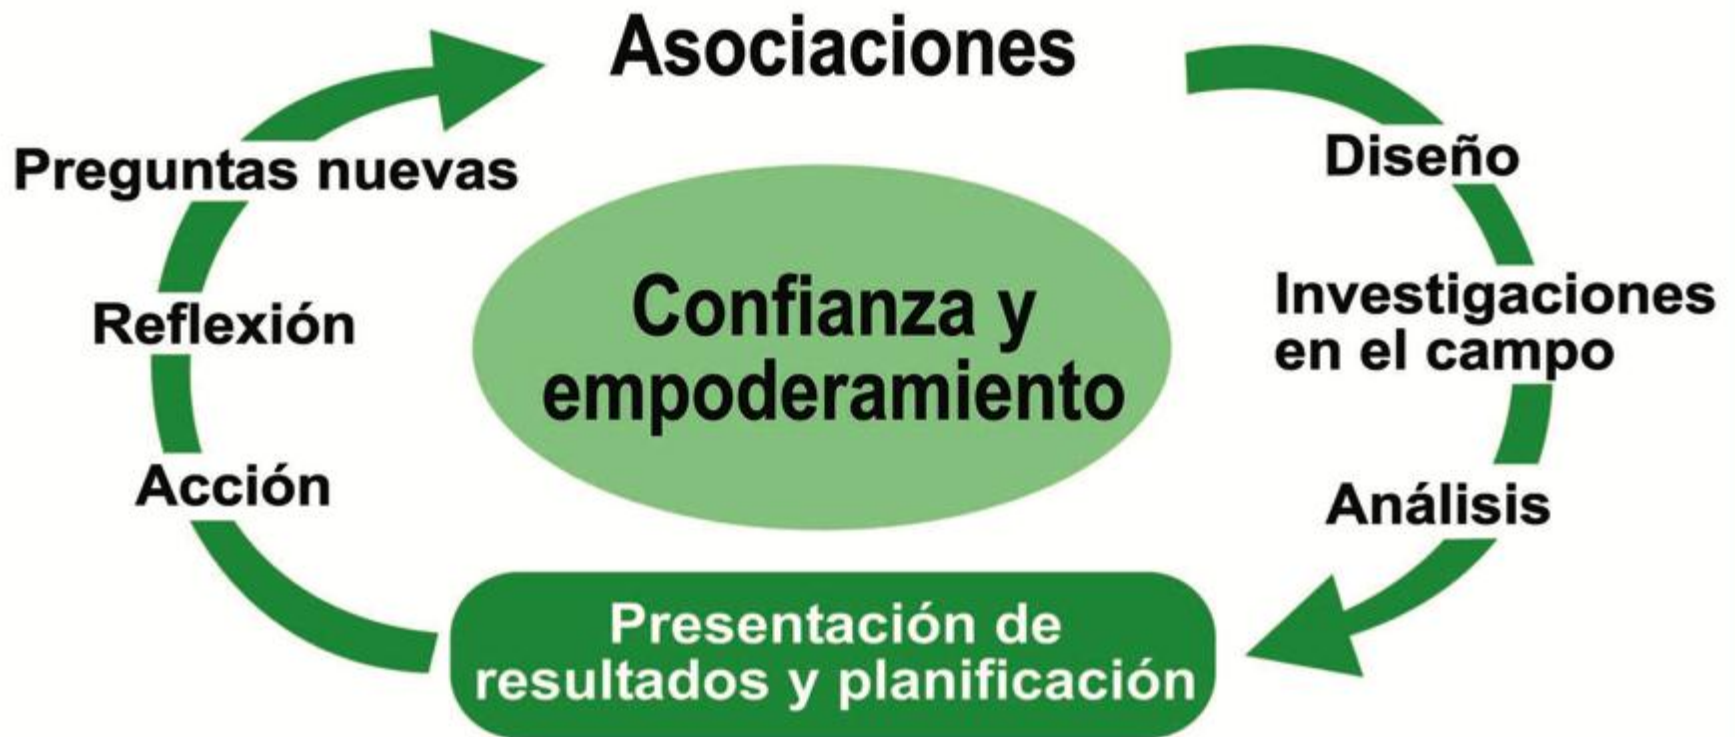 Asociaciones
Diseño
Investigaciones
en el campo
Análisis
Presentación de
resultados y planificación
Acción
Reflexión
Preguntas nuevas
Confianza y
empoderamiento